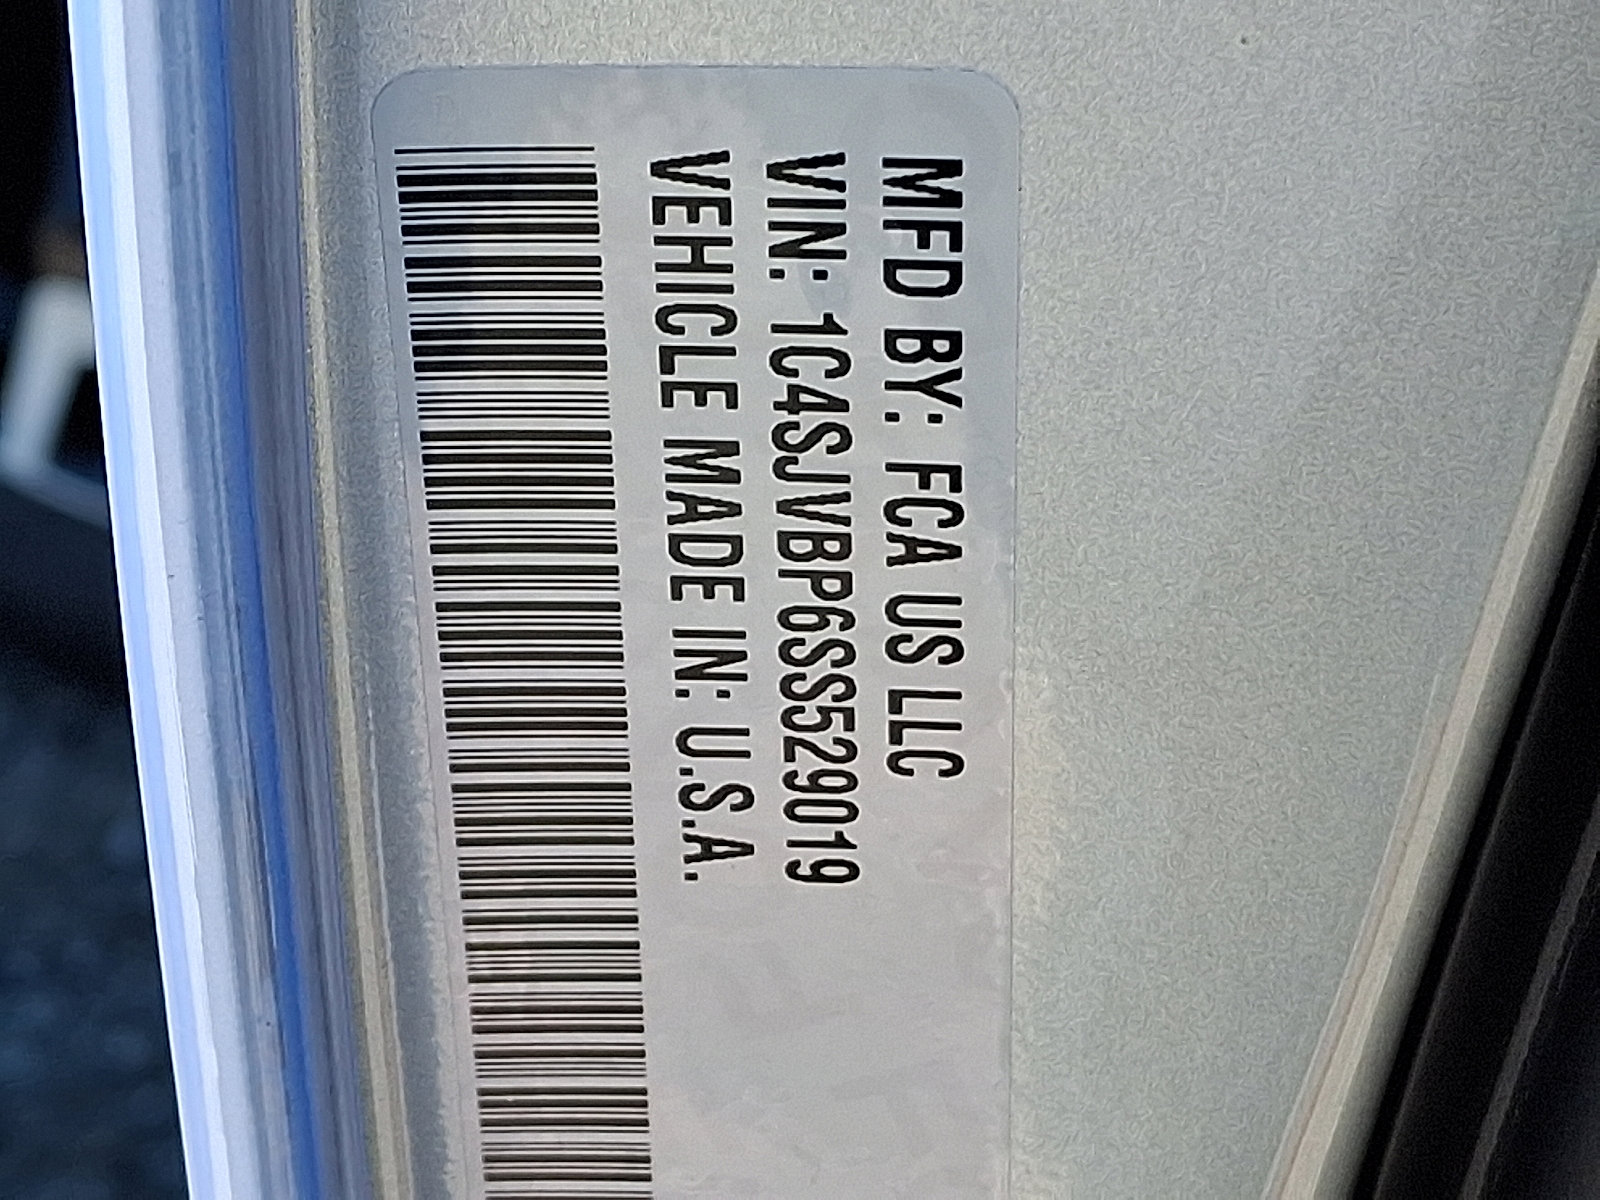 MFD BY: FCA US LLC
VIN: 1C4SJVBP6SS529019
VEHICLE MADE IN: U.S.A.